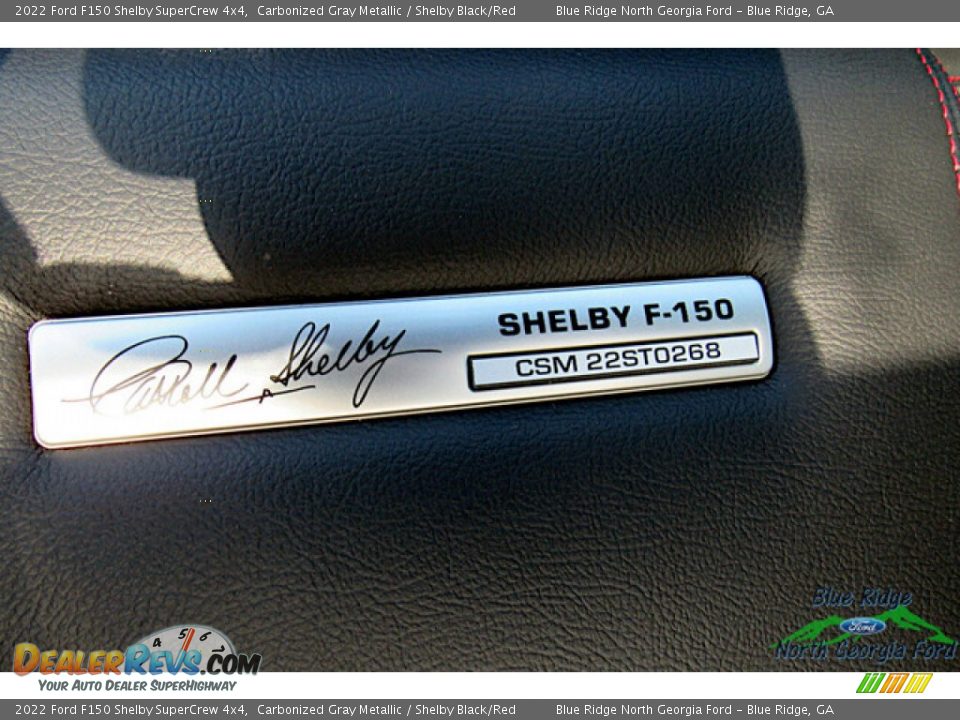 2022 Ford F150 Shelby SuperCrew 4x4, Carbonized Gray Metallic / Shelby Black/Red Blue Ridge North Georgia Ford – Blue Ridge, GA
Carroll Shelby
SHELBY F-150
CSM 22ST0268
Blue Ridge
Ford
North Georgia Ford
4 5 6
DEALERREVS.COM
YOUR AUTO DEALER SUPERHIGHWAY
2022 Ford F150 Shelby SuperCrew 4x4, Carbonized Gray Metallic / Shelby Black/Red Blue Ridge North Georgia Ford – Blue Ridge, GA